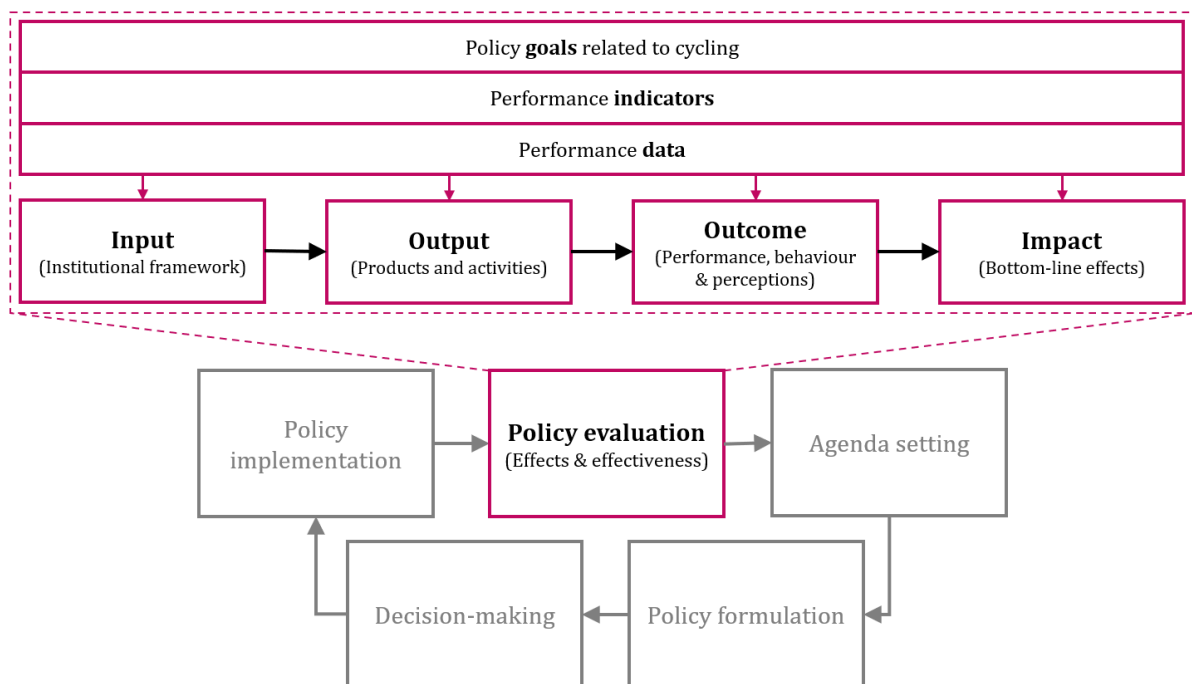 Policy goals related to cycling
Performance indicators
Performance data
Input
(Institutional framework)
Output
(Products and activities)
Outcome
(Performance, behaviour
& perceptions)
Impact
(Bottom-line effects)
Policy
implementation
Policy evaluation
(Effects & effectiveness)
Agenda setting
Decision-making
Policy formulation